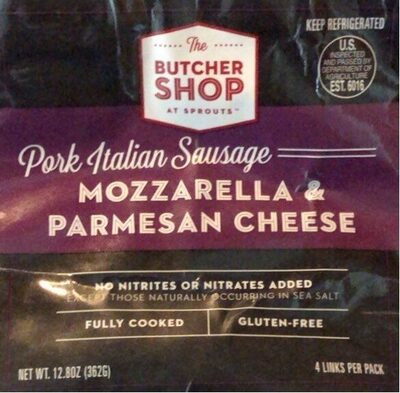 The
BUTCHER
SHOP
AT SPROUTS™
KEEP REFRIGERATED
U.S.
INSPECTED
AND PASSED BY
DEPARTMENT OF
AGRICULTURE
EST. 6016
Pork Italian Sausage
MOZZARELLA &
PARMESAN CHEESE
NO NITRITES OR NITRATES ADDED
EXCEPT THOSE NATURALLY OCCURRING IN SEA SALT
FULLY COOKED
GLUTEN-FREE
NET WT. 12.8OZ (362G)
4 LINKS PER PACK